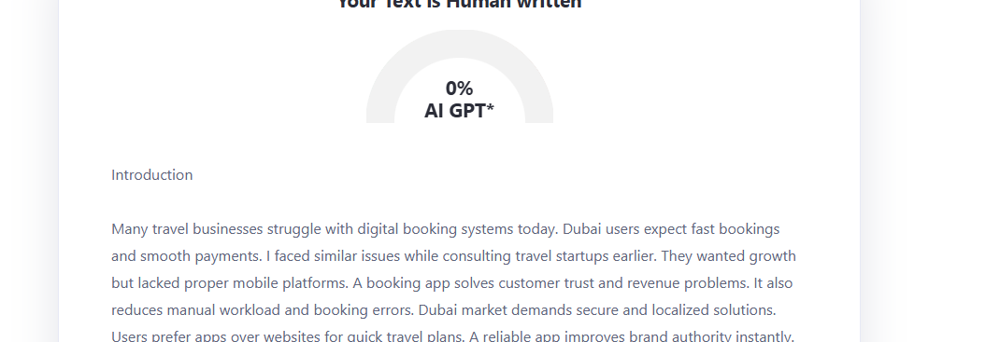 Your Text is Human written
0%
AI GPT*
Introduction
Many travel businesses struggle with digital booking systems today. Dubai users expect fast bookings
and smooth payments. I faced similar issues while consulting travel startups earlier. They wanted growth
but lacked proper mobile platforms. A booking app solves customer trust and revenue problems. It also
reduces manual workload and booking errors. Dubai market demands secure and localized solutions.
Users prefer apps over websites for quick travel plans. A reliable app improves brand authority instantly.